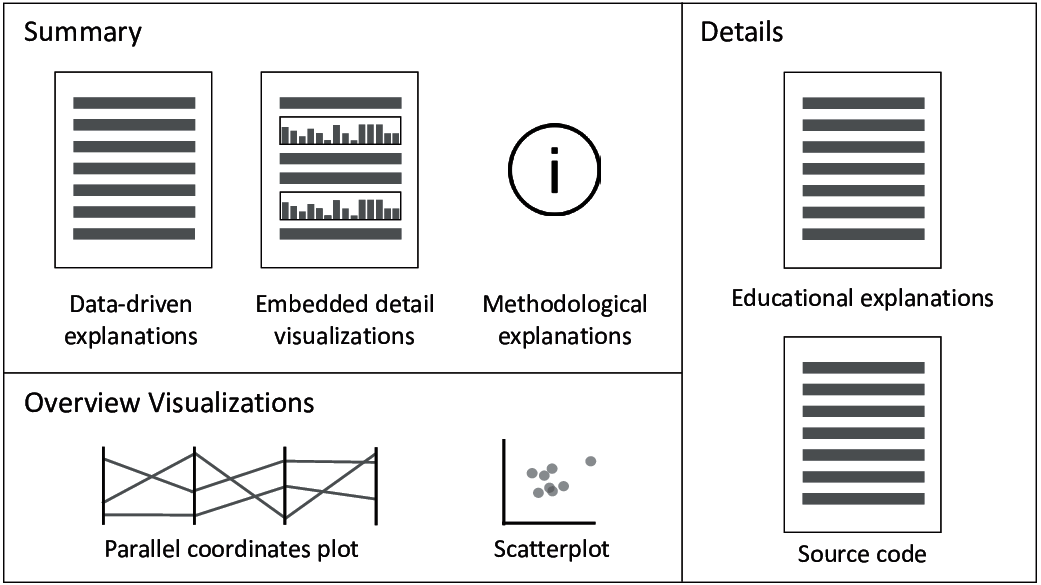 Summary
i
Data-driven
explanations
Embedded detail
visualizations
Methodological
explanations
Overview Visualizations
Parallel coordinates plot
Scatterplot
Details
Educational explanations
Source code